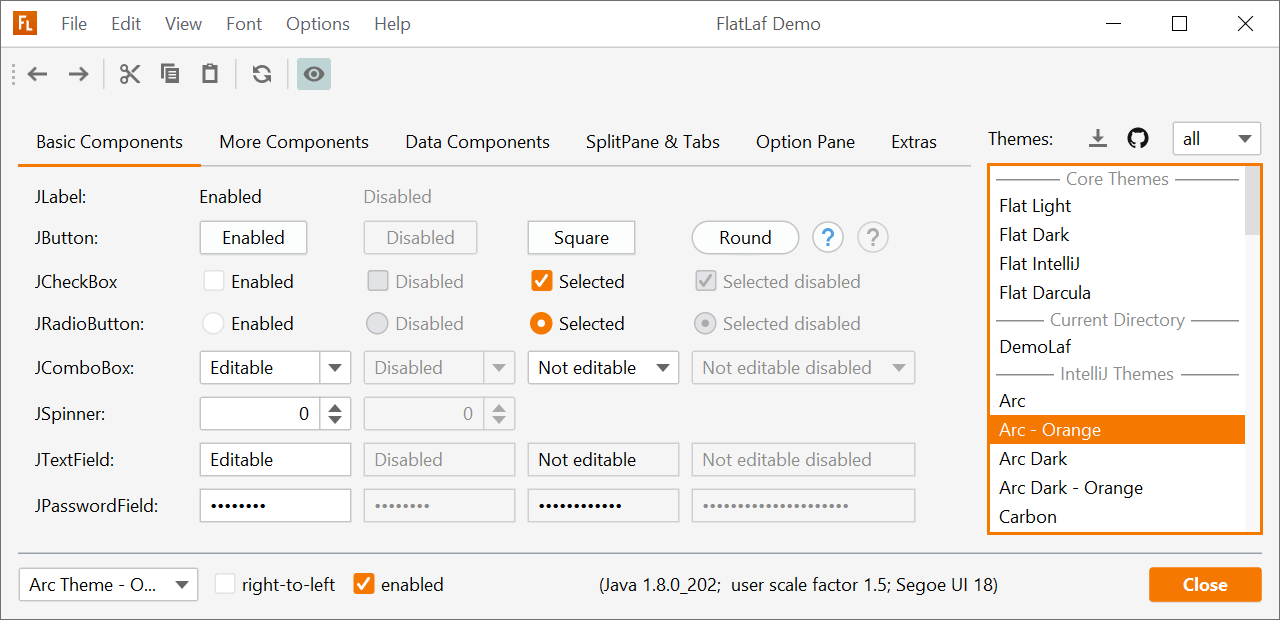 FL File Edit View Font Options Help FlatLaf Demo
Basic Components More Components Data Components SplitPane & Tabs Option Pane Extras Themes: all
JLabel: Enabled Disabled
JButton: Enabled Disabled Square Round ? ?
JCheckBox Enabled Disabled Selected Selected disabled
JRadioButton: Enabled Disabled Selected Selected disabled
JComboBox: Editable Disabled Not editable Not editable disabled
JSpinner: 0 0
JTextField: Editable Disabled Not editable Not editable disabled
JPasswordField: •••••••• •••••••• •••••••••••• ••••••••••••••••••••
Core Themes
Flat Light
Flat Dark
Flat IntelliJ
Flat Darcula
Current Directory
DemoLaf
IntelliJ Themes
Arc
Arc - Orange
Arc Dark
Arc Dark - Orange
Carbon
Arc Theme - O... right-to-left enabled (Java 1.8.0_202; user scale factor 1.5; Segoe UI 18) Close